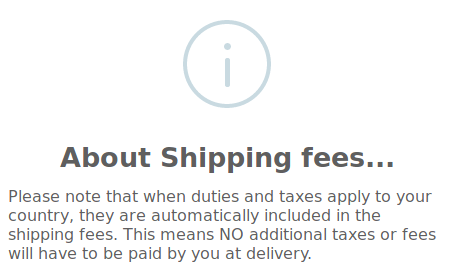 About Shipping fees...
Please note that when duties and taxes apply to your
country, they are automatically included in the
shipping fees. This means NO additional taxes or fees
will have to be paid by you at delivery.